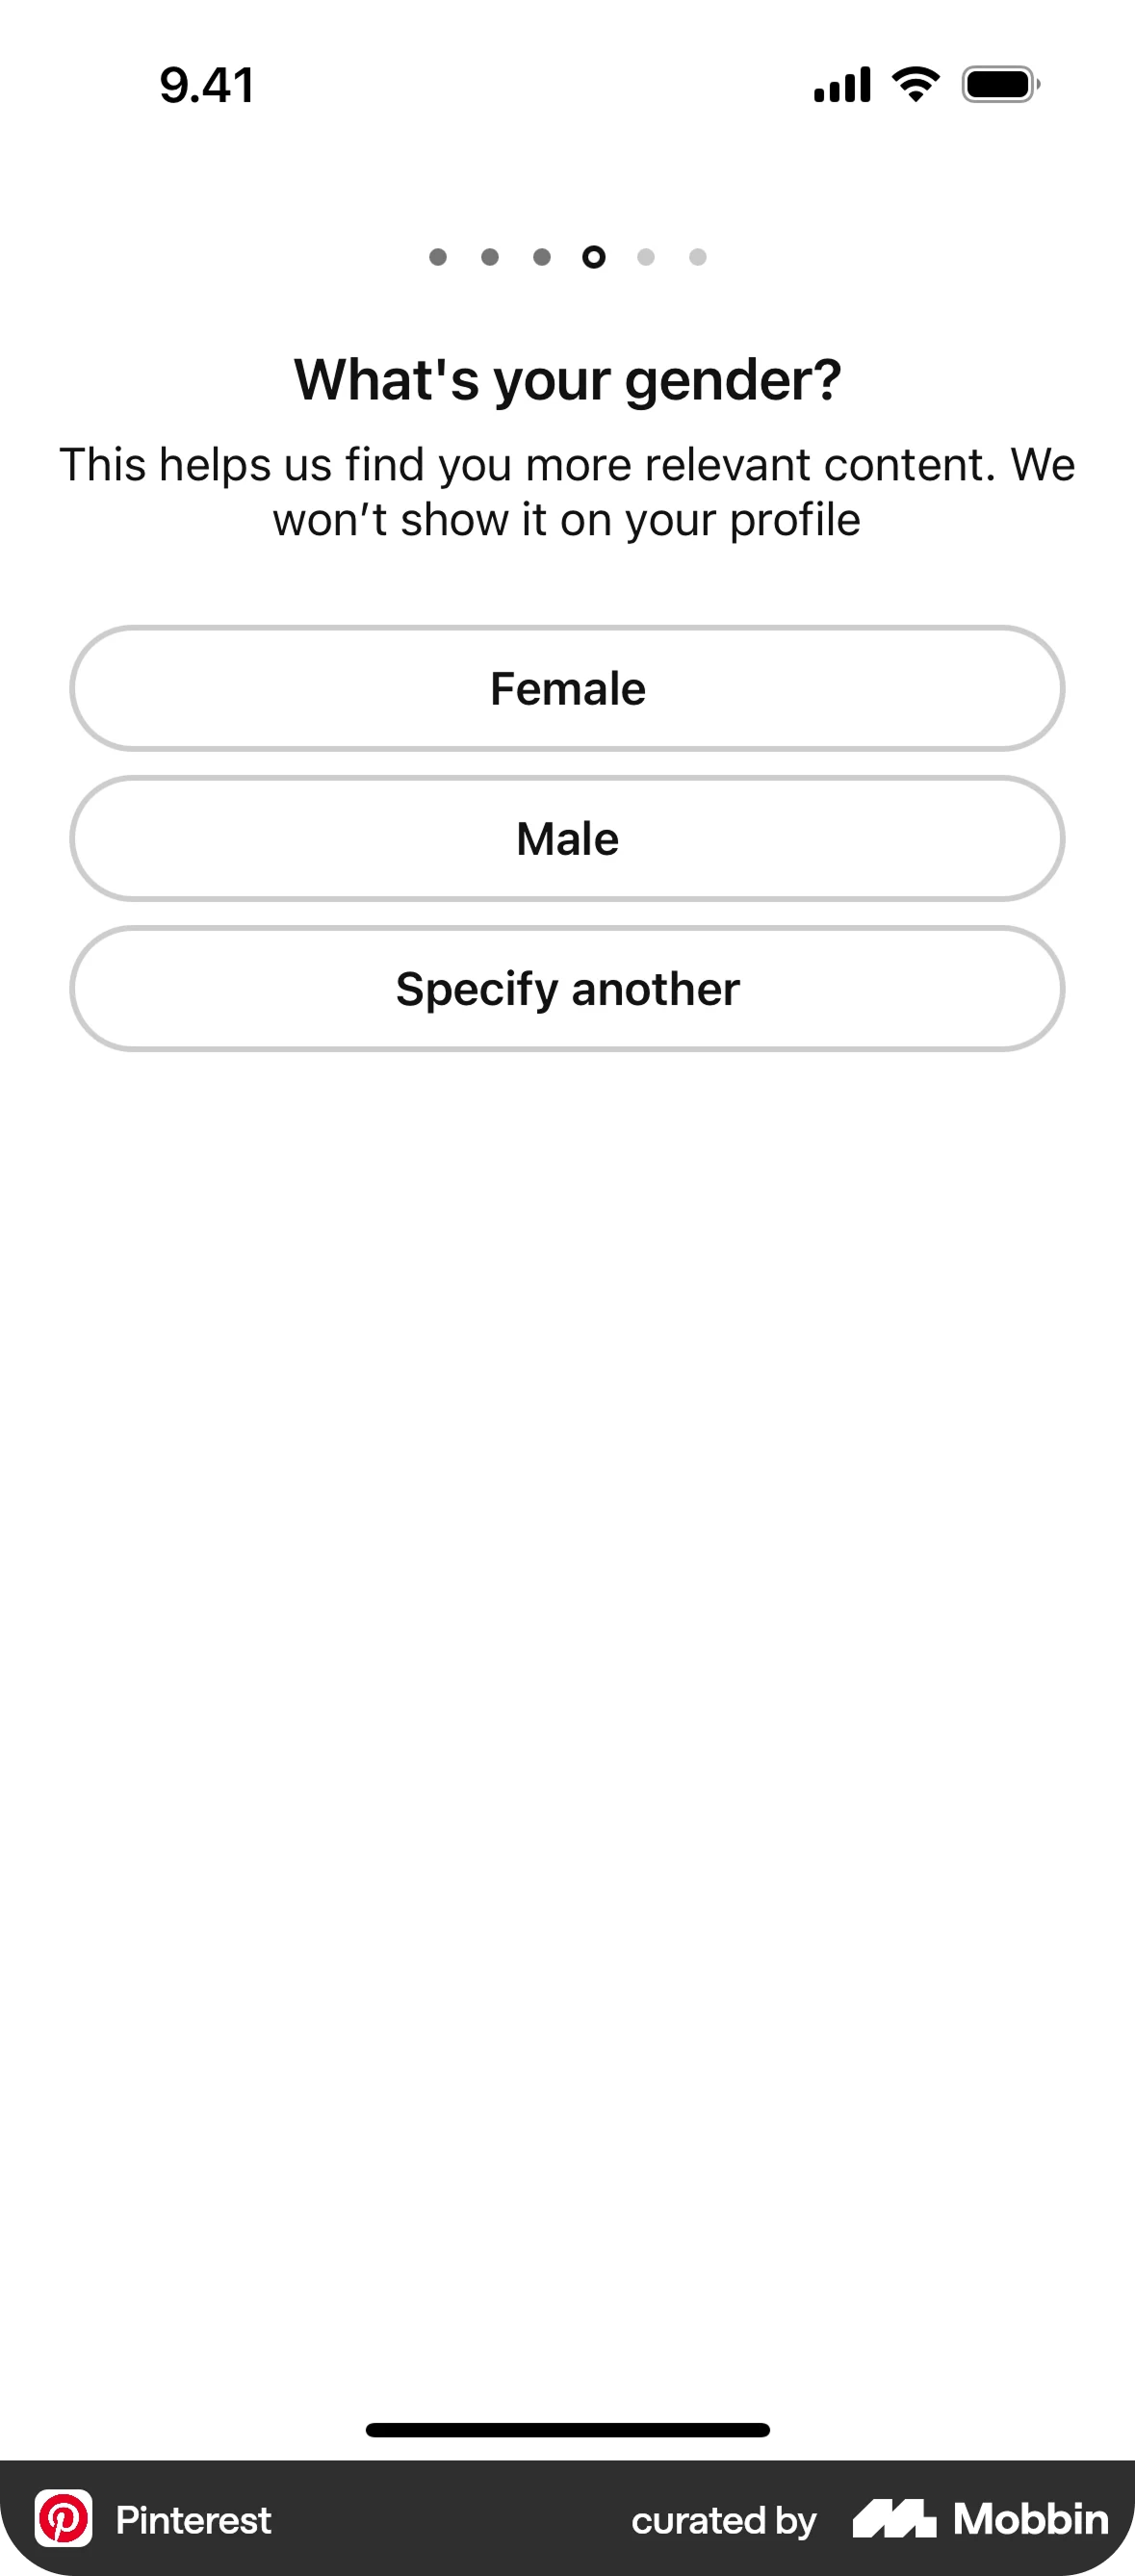 9.41
What's your gender?
This helps us find you more relevant content. We
won’t show it on your profile
Female
Male
Specify another
Pinterest
curated by Mobbin